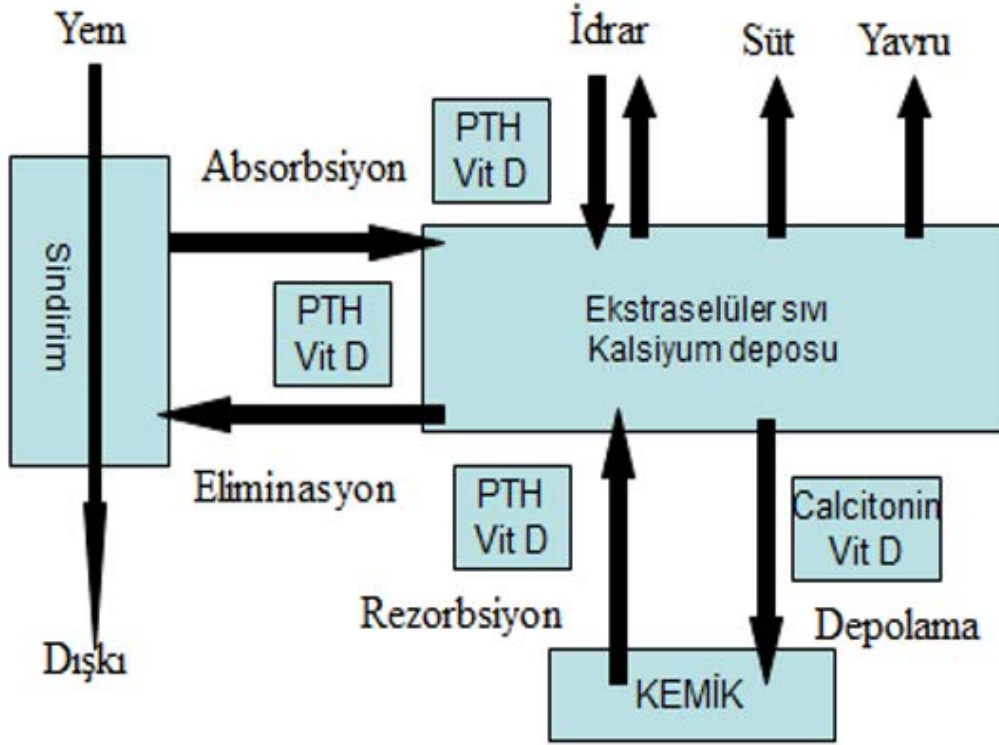 Yem
İdrar
Süt
Yavru
PTH
Vit D
Absorbsiyon
Sindirim
PTH
Vit D
Ekstraselüler sıvı
Kalsiyum deposu
Eliminasyon
PTH
Vit D
Calcitonin
Vit D
Rezorbsiyon
Depolama
Dışkı
KEMİK